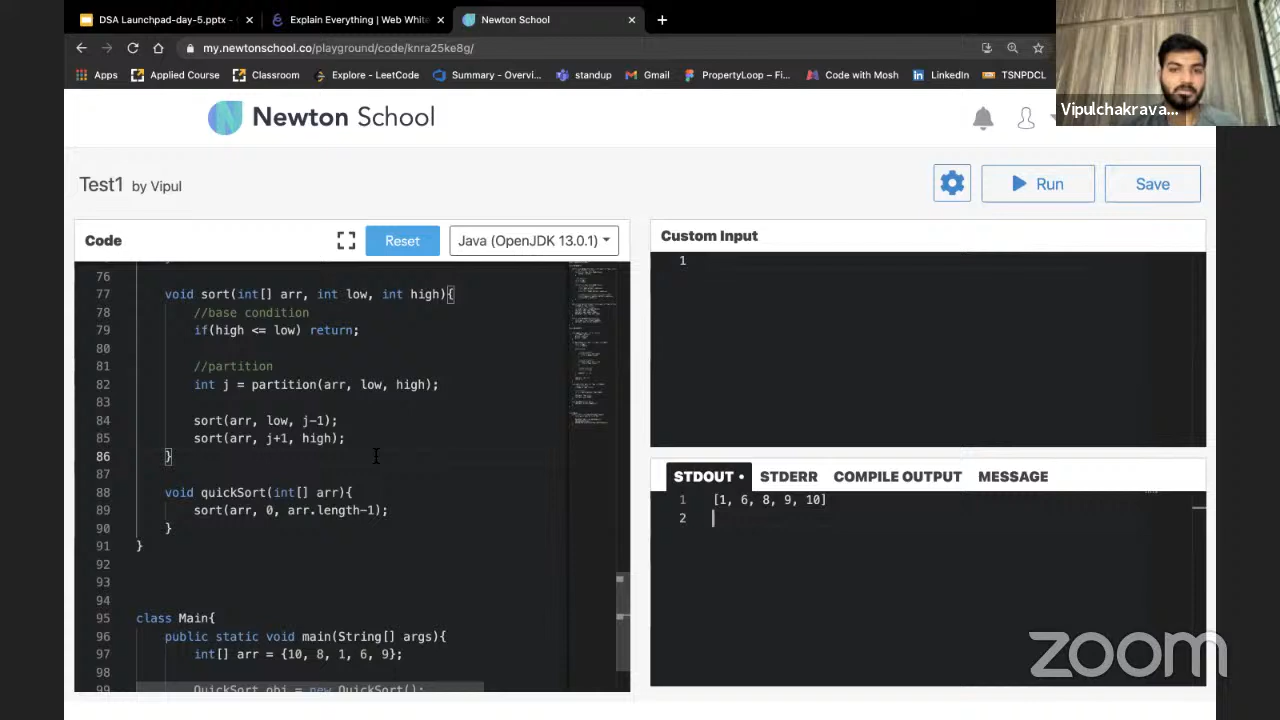 DSA Launchpad-day-5.pptx -
Explain Everything | Web White
Newton School
my.newtonschool.co/playground/code/knra25ke8g/
Apps
Applied Course
Classroom
Explore - LeetCode
Summary - Overvi...
standup
Gmail
PropertyLoop – Fi...
Code with Mosh
LinkedIn
TSNPDCL
Vipulchakrava...
Newton School
Test1 by Vipul
Run
Save
Code
Reset
Java (OpenJDK 13.0.1)
76
77 void sort(int[] arr, int low, int high){
78 //base condition
79 if(high <= low) return;
80
81 //partition
82 int j = partition(arr, low, high);
83
84 sort(arr, low, j-1);
85 sort(arr, j+1, high);
86 }
87
88 void quickSort(int[] arr){
89 sort(arr, 0, arr.length-1);
90 }
91 }
92
93
94
95 class Main{
96 public static void main(String[] args){
97 int[] arr = {10, 8, 1, 6, 9};
98
99 QuickSort obj = new QuickSort();
Custom Input
1
STDOUT •
STDERR
COMPILE OUTPUT
MESSAGE
1 [1, 6, 8, 9, 10]
2
zoom